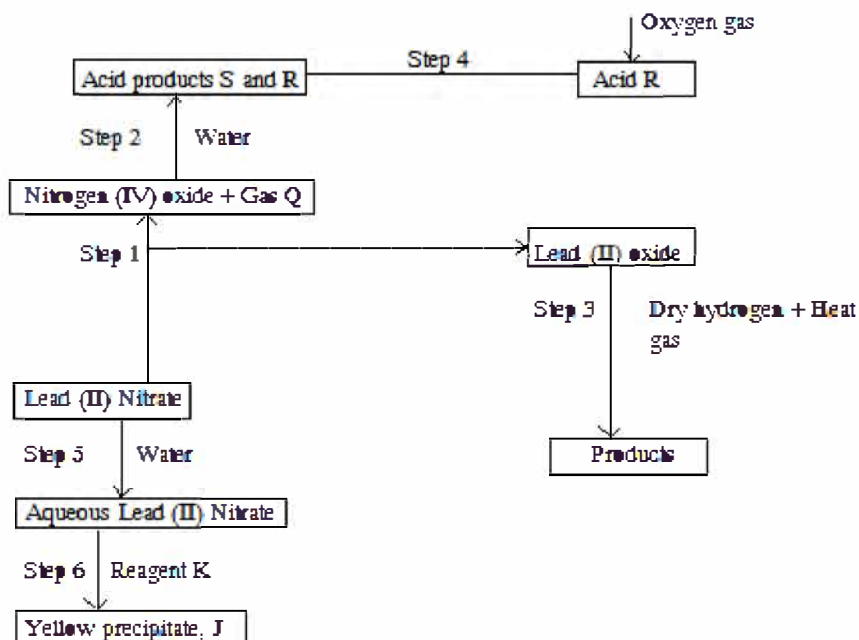 Oxygen gas
Step 4
Acid products S and R
Acid R
Step 2
Water
Nitrogen (IV) oxide + Gas Q
Step 1
Lead (II) oxide
Step 3
Dry hydrogen + Heat
gas
Lead (II) Nitrate
Step 5
Water
Products
Aqueous Lead (II) Nitrate
Step 6
Reagent K
Yellow precipitate, J